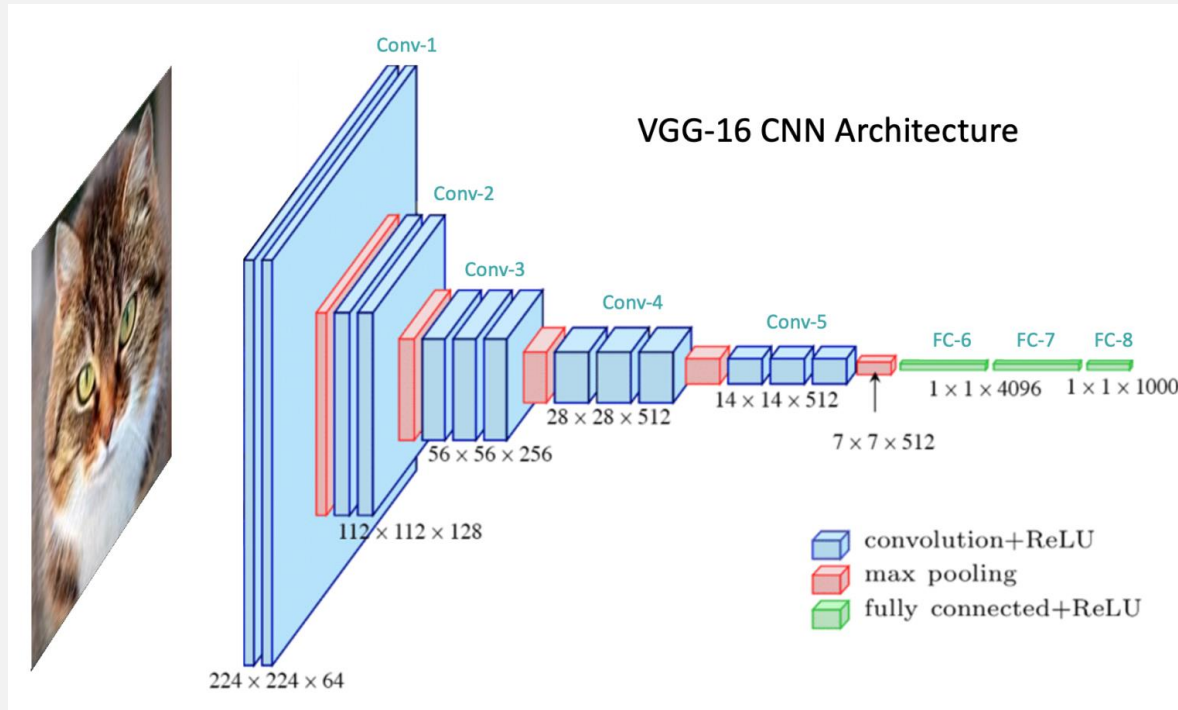 Conv-1
VGG-16 CNN Architecture
Conv-2
Conv-3
Conv-4
Conv-5
FC-6
FC-7
FC-8
1 × 1 × 4096
1 × 1 × 1000
14 × 14 × 512
28 × 28 × 512
7 × 7 × 512
56 × 56 × 256
112 × 112 × 128
224 × 224 × 64
convolution+ReLU
max pooling
fully connected+ReLU